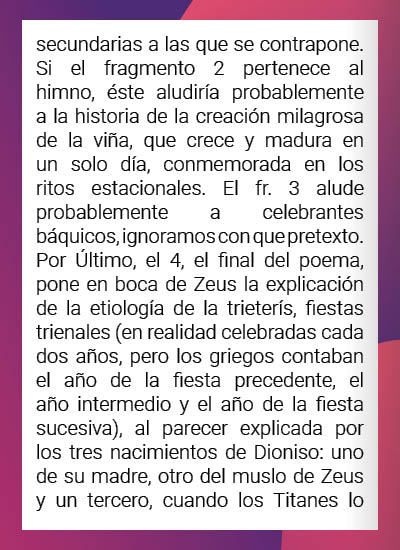 secundarias a las que se contrapone.
Si el fragmento 2 pertenece al
himno, éste aludiría probablemente
a la historia de la creación milagrosa
de la viña, que crece y madura en
un solo día, conmemorada en los
ritos estacionales. El fr. 3 alude
probablemente a celebrantes
báquicos, ignoramos con que pretexto.
Por Último, el 4, el final del poema,
pone en boca de Zeus la explicación
de la etiología de la trieterís, fiestas
trienales (en realidad celebradas cada
dos años, pero los griegos contaban
el año de la fiesta precedente, el
año intermedio y el año de la fiesta
sucesiva), al parecer explicada por
los tres nacimientos de Dioniso: uno
de su madre, otro del muslo de Zeus
y un tercero, cuando los Titanes lo